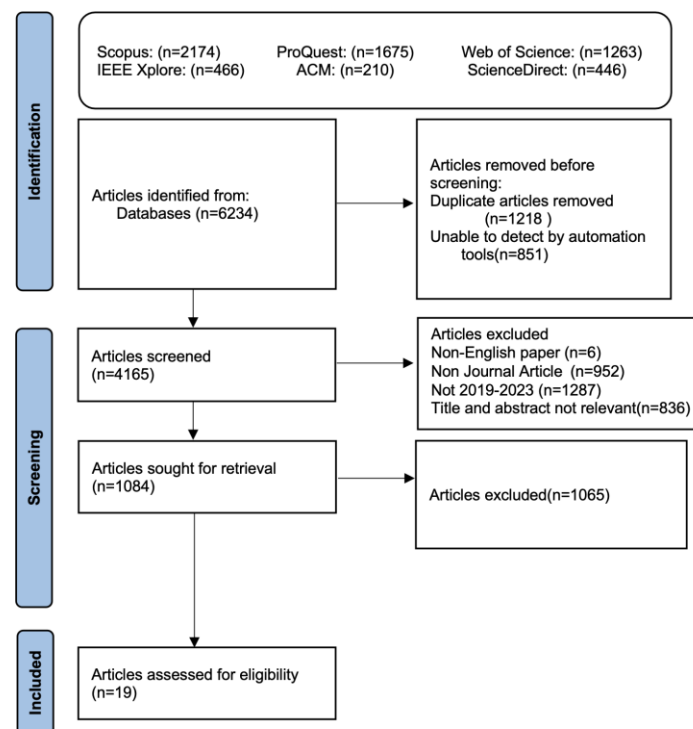 Scopus: (n=2174) ProQuest: (n=1675) Web of Science: (n=1263)
IEEE Xplore: (n=466) ACM: (n=210) ScienceDirect: (n=446)
Identification
Articles identified from:
Databases (n=6234)
Articles removed before
screening:
Duplicate articles removed
(n=1218 )
Unable to detect by automation
tools(n=851)
Screening
Articles screened
(n=4165)
Articles excluded
Non-English paper (n=6)
Non Journal Article (n=952)
Not 2019-2023 (n=1287)
Title and abstract not relevant(n=836)
Articles sought for retrieval
(n=1084)
Articles excluded(n=1065)
Included
Articles assessed for eligibility
(n=19)